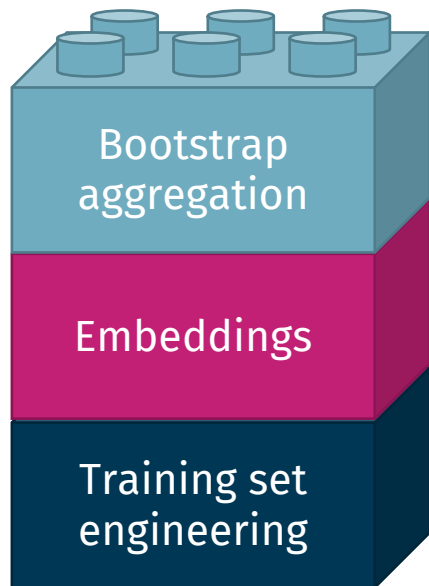 Bootstrap
aggregation
Embeddings
Training set
engineering